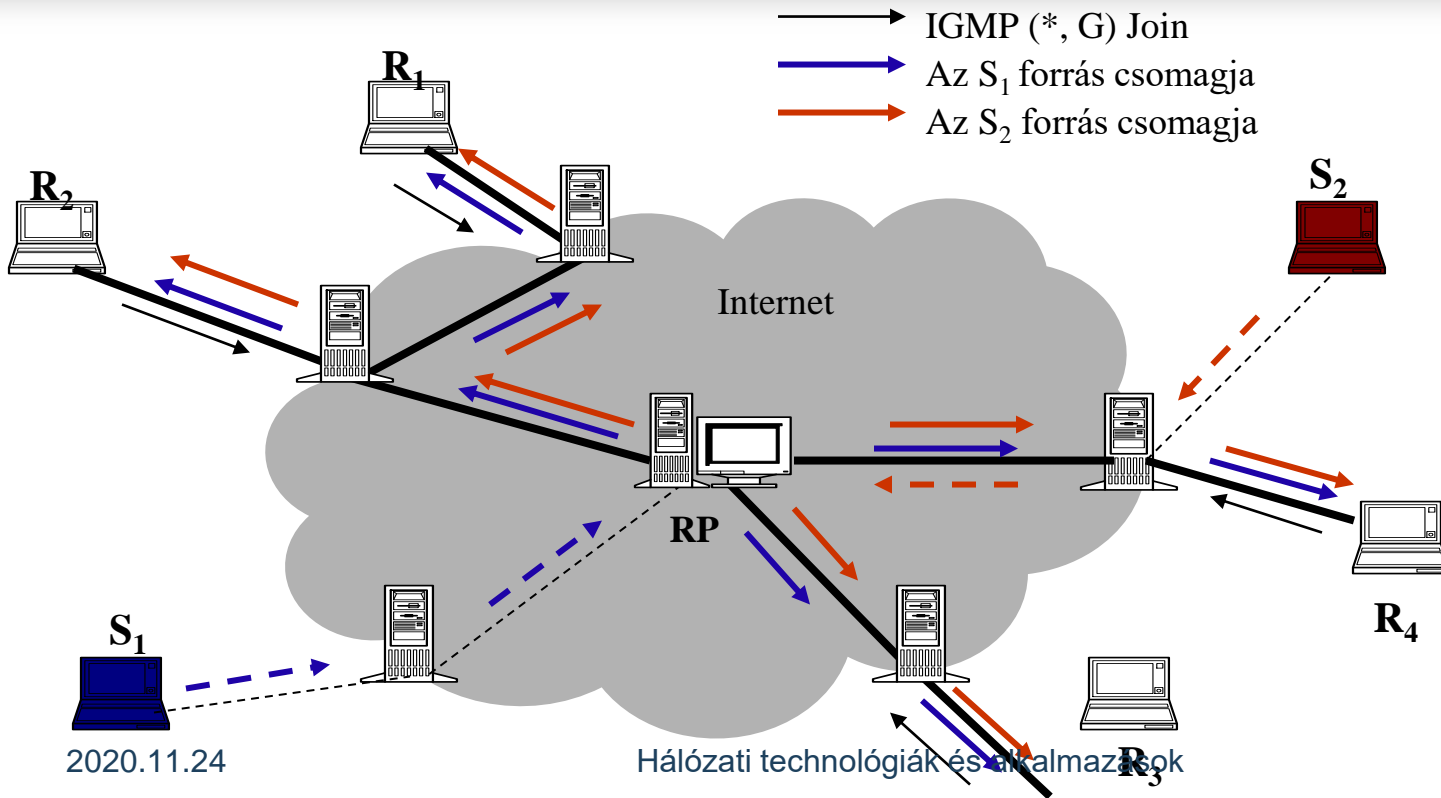 IGMP (*, G) Join
Az S₁ forrás csomagja
Az S₂ forrás csomagja
R₁
R₂
S₂
Internet
RP
R₄
S₁
R₃
2020.11.24
Hálózati technológiák és alkalmazások